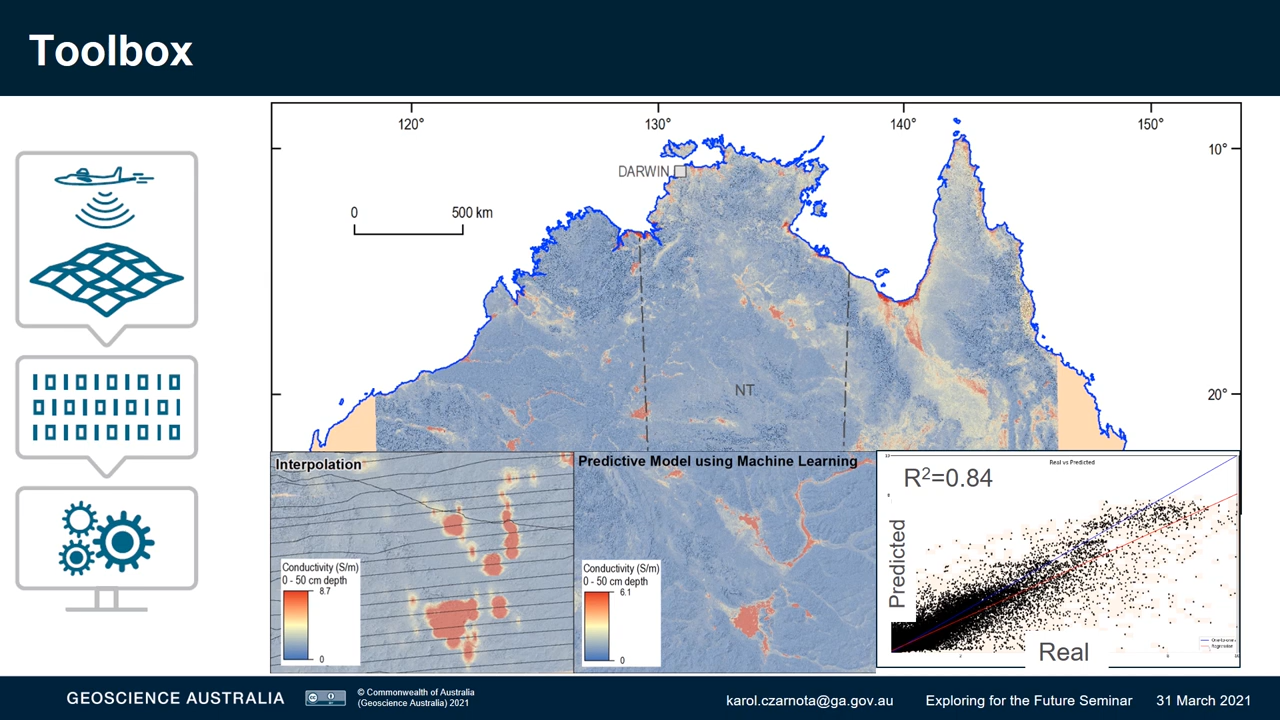 Toolbox
120°
130°
140°
150°
10°
DARWIN
0
500 km
20°
NT
Interpolation
Conductivity (S/m)
0 - 50 cm depth
8.7
0
Predictive Model using Machine Learning
Conductivity (S/m)
0 - 50 cm depth
6.1
0
Real vs Predicted
R²=0.84
Predicted
Real
GEOSCIENCE AUSTRALIA
© Commonwealth of Australia
(Geoscience Australia) 2021
karol.czarnota@ga.gov.au
Exploring for the Future Seminar
31 March 2021